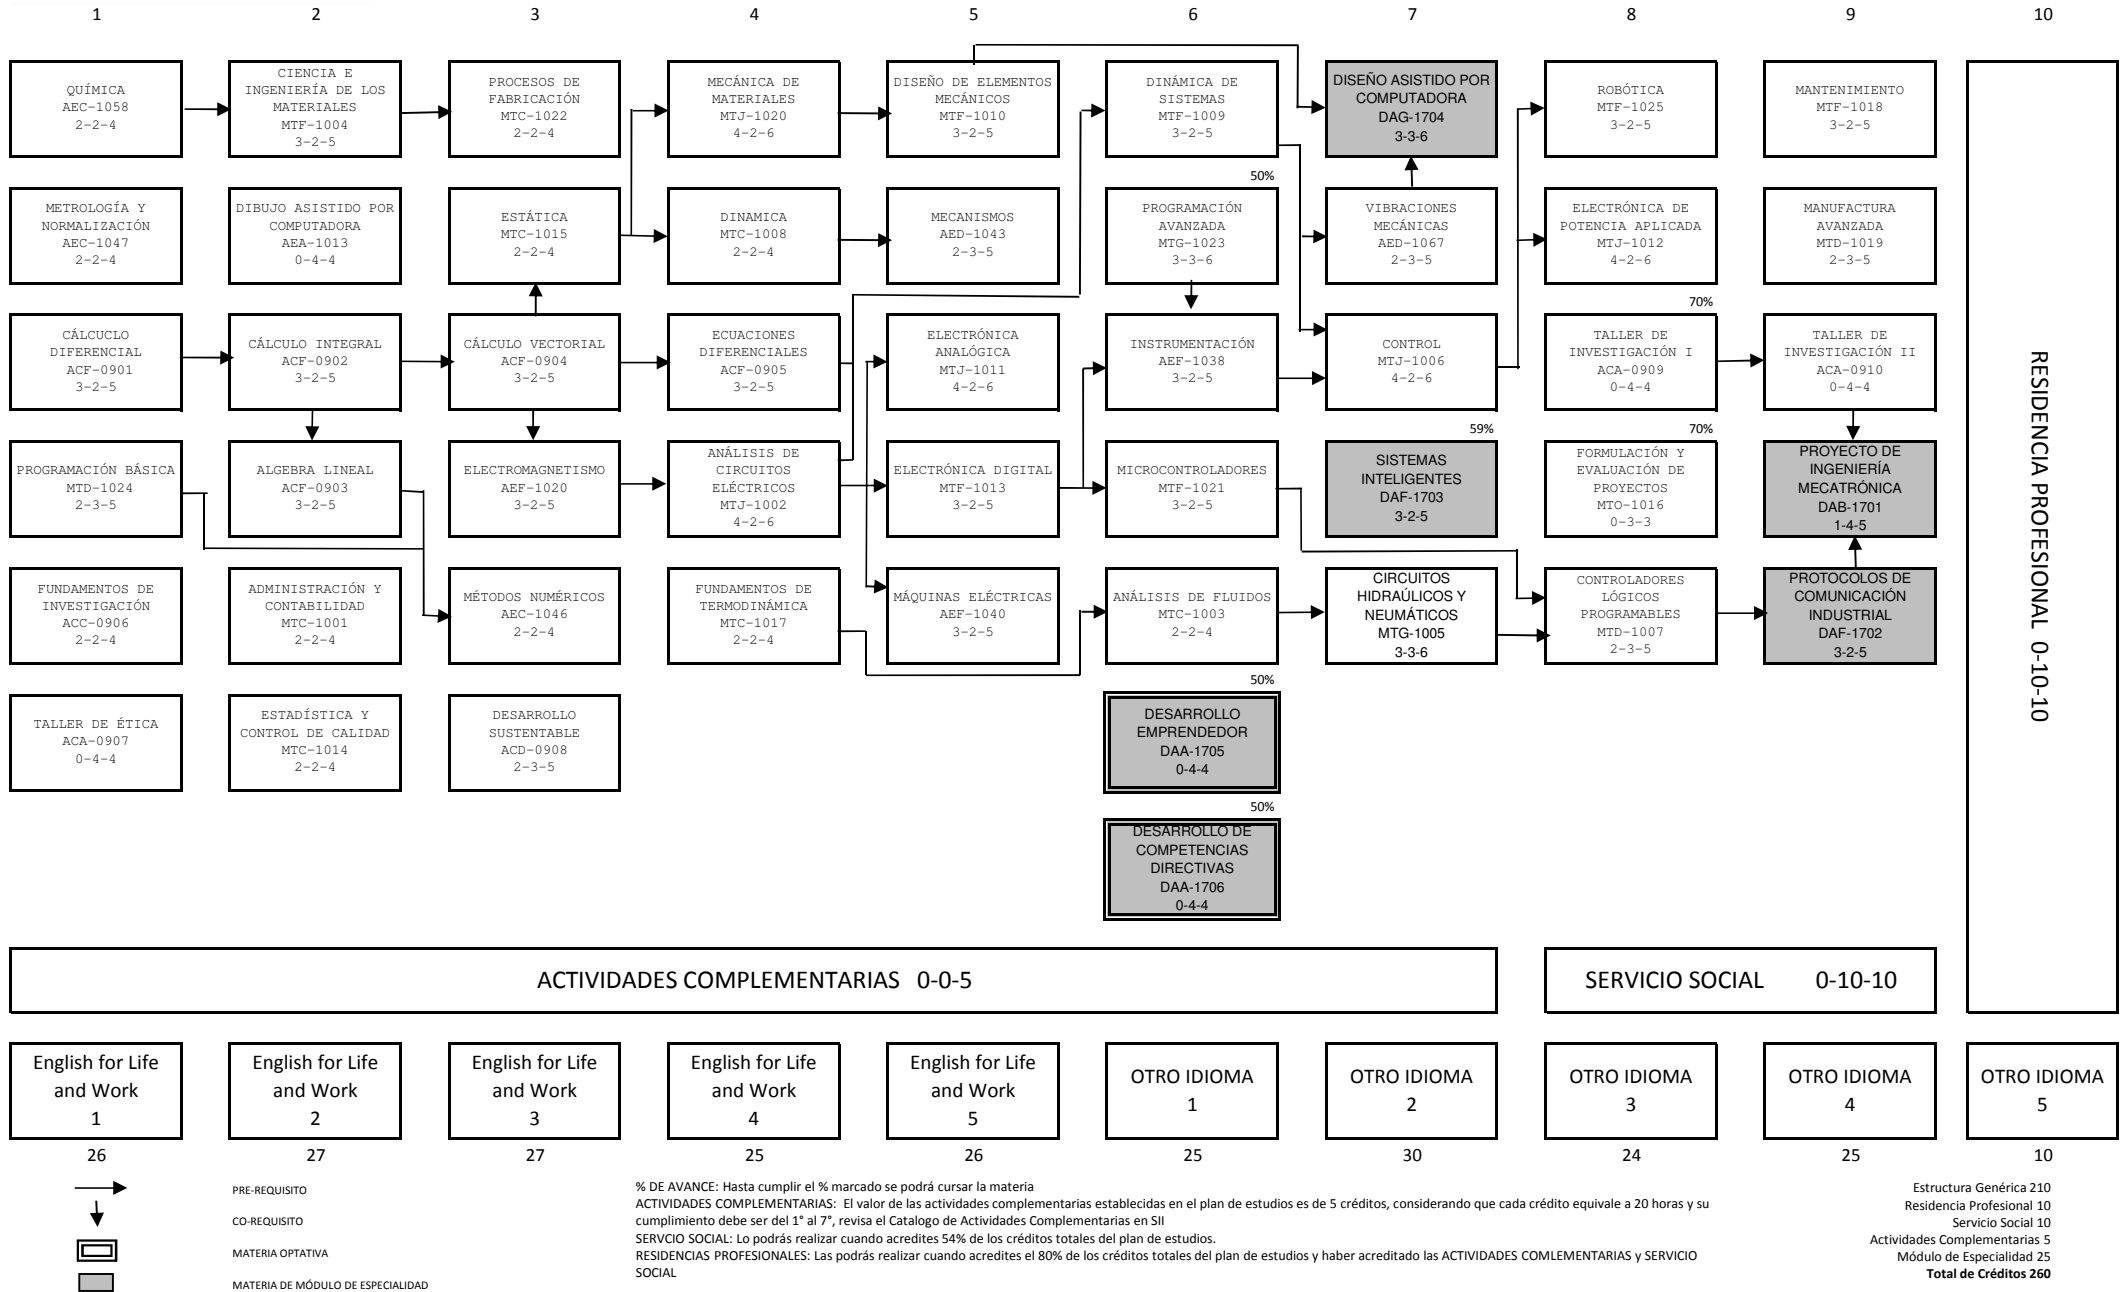 1
2
3
4
5
6
7
8
9
10
QUÍMICA
AEC-1058
2-2-4
CIENCIA E
INGENIERÍA DE LOS
MATERIALES
MTF-1004
3-2-5
PROCESOS DE
FABRICACIÓN
MTC-1022
2-2-4
MECÁNICA DE
MATERIALES
MTJ-1020
4-2-6
DISEÑO DE ELEMENTOS
MECÁNICOS
MTF-1010
3-2-5
DINÁMICA DE
SISTEMAS
MTF-1009
3-2-5
DISEÑO ASISTIDO POR
COMPUTADORA
DAG-1704
3-3-6
ROBÓTICA
MTF-1025
3-2-5
MANTENIMIENTO
MTF-1018
3-2-5
50%
METROLOGÍA Y
NORMALIZACIÓN
AEC-1047
2-2-4
DIBUJO ASISTIDO POR
COMPUTADORA
AEA-1013
0-4-4
ESTÁTICA
MTC-1015
2-2-4
DINAMICA
MTC-1008
2-2-4
MECANISMOS
AED-1043
2-3-5
PROGRAMACIÓN
AVANZADA
MTG-1023
3-3-6
VIBRACIONES
MECÁNICAS
AED-1067
2-3-5
ELECTRÓNICA DE
POTENCIA APLICADA
MTJ-1012
4-2-6
MANUFACTURA
AVANZADA
MTD-1019
2-3-5
70%
CÁLCUCLO
DIFERENCIAL
ACF-0901
3-2-5
CÁLCULO INTEGRAL
ACF-0902
3-2-5
CÁLCULO VECTORIAL
ACF-0904
3-2-5
ECUACIONES
DIFERENCIALES
ACF-0905
3-2-5
ELECTRÓNICA
ANALÓGICA
MTJ-1011
4-2-6
INSTRUMENTACIÓN
AEF-1038
3-2-5
CONTROL
MTJ-1006
4-2-6
TALLER DE
INVESTIGACIÓN I
ACA-0909
0-4-4
TALLER DE
INVESTIGACIÓN II
ACA-0910
0-4-4
59%
70%
PROGRAMACIÓN BÁSICA
MTD-1024
2-3-5
ALGEBRA LINEAL
ACF-0903
3-2-5
ELECTROMAGNETISMO
AEF-1020
3-2-5
ANÁLISIS DE
CIRCUITOS
ELÉCTRICOS
MTJ-1002
4-2-6
ELECTRÓNICA DIGITAL
MTF-1013
3-2-5
MICROCONTROLADORES
MTF-1021
3-2-5
SISTEMAS
INTELIGENTES
DAF-1703
3-2-5
FORMULACIÓN Y
EVALUACIÓN DE
PROYECTOS
MTO-1016
0-3-3
PROYECTO DE
INGENIERÍA
MECATRÓNICA
DAB-1701
1-4-5
FUNDAMENTOS DE
INVESTIGACIÓN
ACC-0906
2-2-4
ADMINISTRACIÓN Y
CONTABILIDAD
MTC-1001
2-2-4
MÉTODOS NUMÉRICOS
AEC-1046
2-2-4
FUNDAMENTOS DE
TERMODINÁMICA
MTC-1017
2-2-4
MÁQUINAS ELÉCTRICAS
AEF-1040
3-2-5
ANÁLISIS DE FLUIDOS
MTC-1003
2-2-4
CIRCUITOS
HIDRAÚLICOS Y
NEUMÁTICOS
MTG-1005
3-3-6
CONTROLADORES
LÓGICOS
PROGRAMABLES
MTD-1007
2-3-5
PROTOCOLOS DE
COMUNICACIÓN
INDUSTRIAL
DAF-1702
3-2-5
RESIDENCIA PROFESIONAL 0-10-10
TALLER DE ÉTICA
ACA-0907
0-4-4
ESTADÍSTICA Y
CONTROL DE CALIDAD
MTC-1014
2-2-4
DESARROLLO
SUSTENTABLE
ACD-0908
2-3-5
50%
DESARROLLO
EMPRENDEDOR
DAA-1705
0-4-4
50%
DESARROLLO DE
COMPETENCIAS
DIRECTIVAS
DAA-1706
0-4-4
ACTIVIDADES COMPLEMENTARIAS 0-0-5
SERVICIO SOCIAL 0-10-10
English for Life
and Work
1
English for Life
and Work
2
English for Life
and Work
3
English for Life
and Work
4
English for Life
and Work
5
OTRO IDIOMA
1
OTRO IDIOMA
2
OTRO IDIOMA
3
OTRO IDIOMA
4
OTRO IDIOMA
5
26
27
27
25
26
25
30
24
25
10
PRE-REQUISITO
CO-REQUISITO
MATERIA OPTATIVA
MATERIA DE MÓDULO DE ESPECIALIDAD
% DE AVANCE: Hasta cumplir el % marcado se podrá cursar la materia
ACTIVIDADES COMPLEMENTARIAS: El valor de las actividades complementarias establecidas en el plan de estudios es de 5 créditos, considerando que cada crédito equivale a 20 horas y su
cumplimiento debe ser del 1° al 7°, revisa el Catalogo de Actividades Complementarias en SII
SERVCIO SOCIAL: Lo podrás realizar cuando acredites 54% de los créditos totales del plan de estudios.
RESIDENCIAS PROFESIONALES: Las podrás realizar cuando acredites el 80% de los créditos totales del plan de estudios y haber acreditado las ACTIVIDADES COMLEMENTARIAS y SERVICIO
SOCIAL
Estructura Genérica 210
Residencia Profesional 10
Servicio Social 10
Actividades Complementarias 5
Módulo de Especialidad 25
Total de Créditos 260